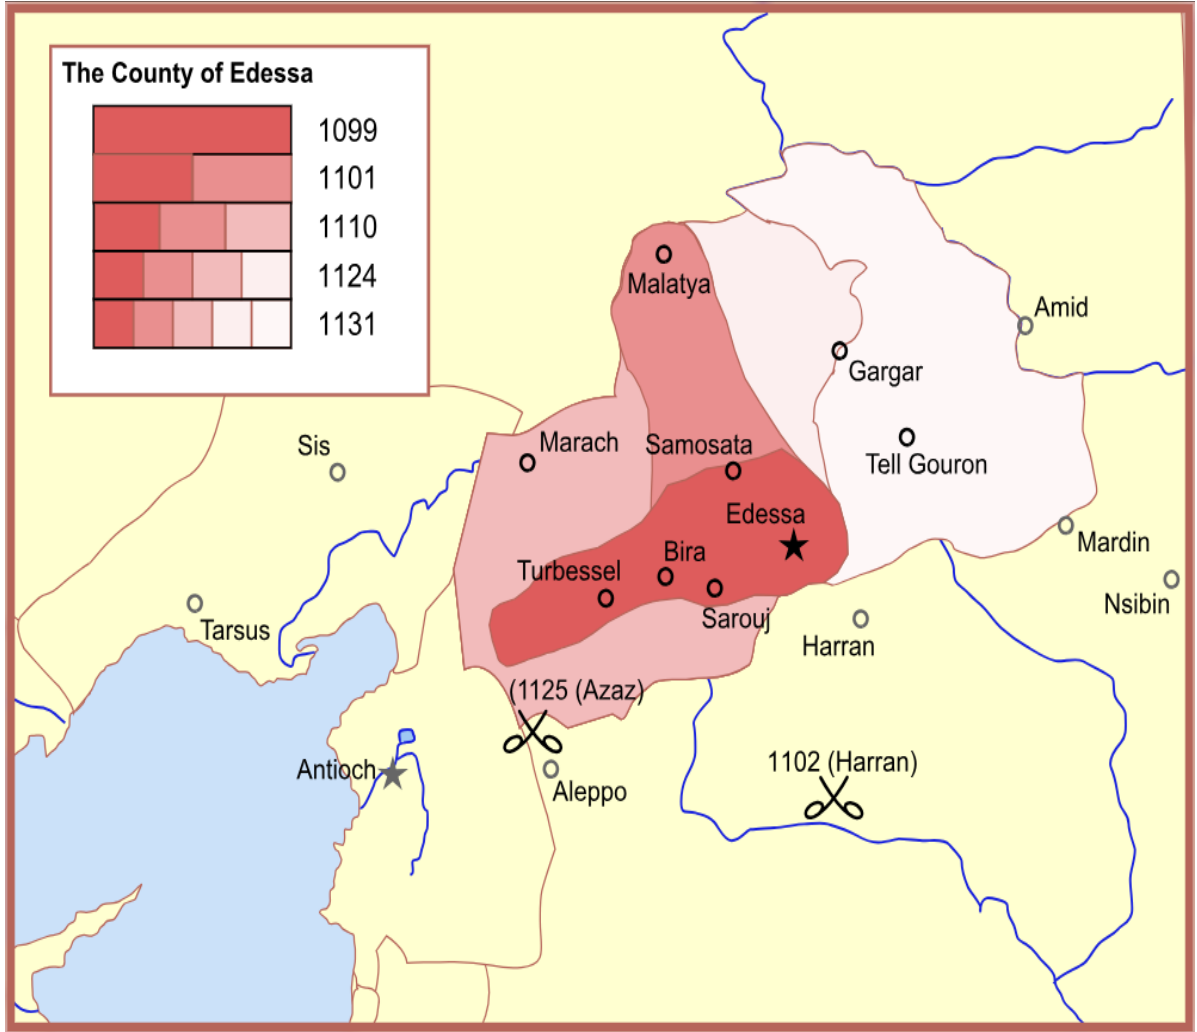 The County of Edessa
1099
1101
1110
1124
1131
Malatya
Amid
Gargar
Sis
Marach
Samosata
Tell Gouron
Edessa
Mardin
Bira
Turbessel
Nsibin
Tarsus
Sarouj
Harran
(1125 (Azaz)
Antioch
1102 (Harran)
Aleppo